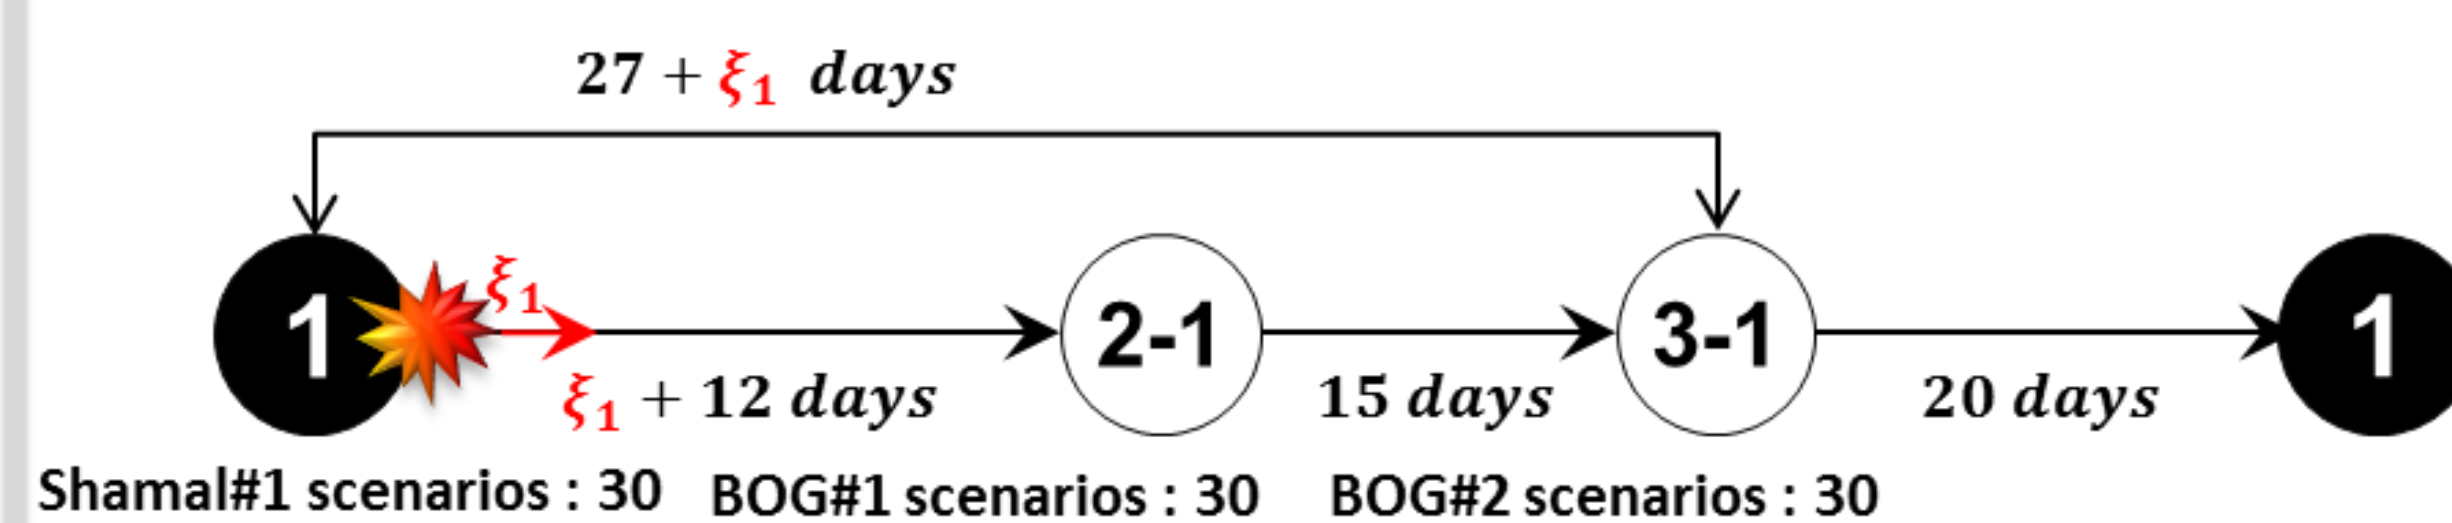 27 + ξ₁ days
ξ₁
1 2-1 3-1 1
ξ₁ + 12 days 15 days 20 days
Shamal#1 scenarios : 30 BOG#1 scenarios : 30 BOG#2 scenarios : 30